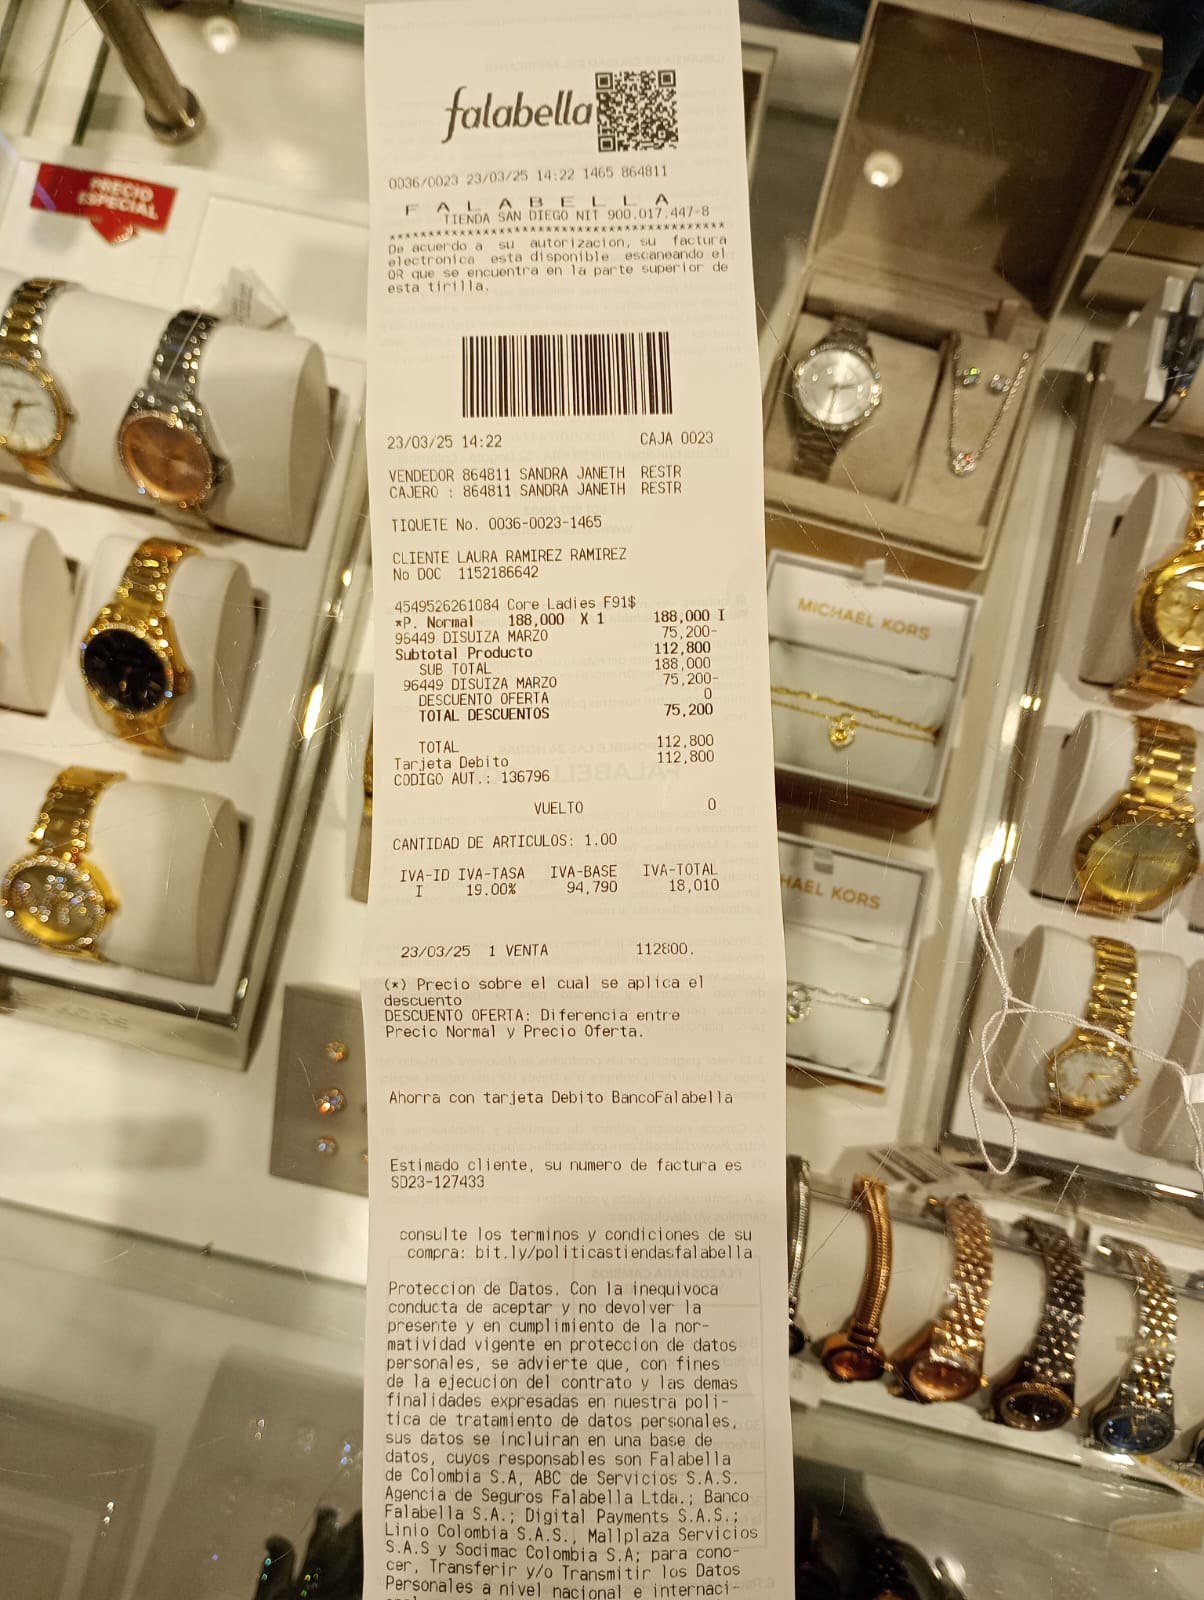 falabella
0036/0023 23/03/25 14:22 1465 864811
F A L A B E L L A
TIENDA SAN DIEGO NIT 900.017.447-8
****************************************
De acuerdo a su autorizacion, su factura
electronica esta disponible escaneando el
QR que se encuentra en la parte superior de
esta tirilla.
23/03/25 14:22 CAJA 0023
VENDEDOR 864811 SANDRA JANETH RESTR
CAJERO : 864811 SANDRA JANETH RESTR
TIQUETE No. 0036-0023-1465
CLIENTE LAURA RAMIREZ RAMIREZ
No DOC 1152186642
4549526261084 Core Ladies F91$
*P. Normal 188,000 X 1 188,000 I
96449 DISUIZA MARZO 75,200-
Subtotal Producto 112,800
SUB TOTAL 188,000
96449 DISUIZA MARZO 75,200-
DESCUENTO OFERTA 0
TOTAL DESCUENTOS 75,200
TOTAL 112,800
Tarjeta Debito 112,800
CODIGO AUT.: 136796
VUELTO 0
CANTIDAD DE ARTICULOS: 1.00
IVA-ID IVA-TASA IVA-BASE IVA-TOTAL
I 19.00% 94,790 18,010
23/03/25 1 VENTA 112800.
(*) Precio sobre el cual se aplica el
descuento
DESCUENTO OFERTA: Diferencia entre
Precio Normal y Precio Oferta.
Ahorra con tarjeta Debito BancoFalabella
Estimado cliente, su numero de factura es
SD23-127433
consulte los terminos y condiciones de su
compra: bit.ly/politicastiendasfalabella
Proteccion de Datos. Con la inequivoca
conducta de aceptar y no devolver la
presente y en cumplimiento de la nor-
matividad vigente en proteccion de datos
personales, se advierte que, con fines
de la ejecucion del contrato y las demas
finalidades expresadas en nuestra poli-
tica de tratamiento de datos personales,
sus datos se incluiran en una base de
datos, cuyos responsables son Falabella
de Colombia S.A, ABC de Servicios S.A.S.
Agencia de Seguros Falabella Ltda.; Banco
Falabella S.A.; Digital Payments S.A.S.;
Linio Colombia S.A.S., Mallplaza Servicios
S.A.S y Sodimac Colombia S.A; para cono-
cer, Transferir y/o Transmitir los Datos
Personales a nivel nacional e internaci-
PRECIO
ESPECIAL
MICHAEL KORS
HAEL KORS